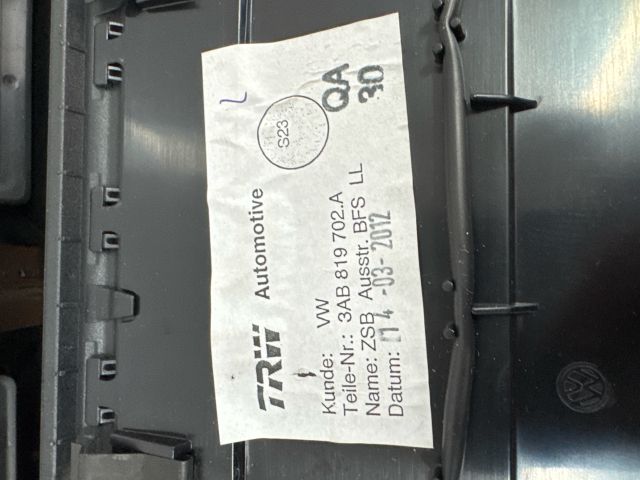 TRW Automotive
S23
QA
30
Kunde: VW
Teile-Nr.: 3AB 819 702.A
Name: ZSB Ausstr. BFS LL
Datum: 14-03-2012